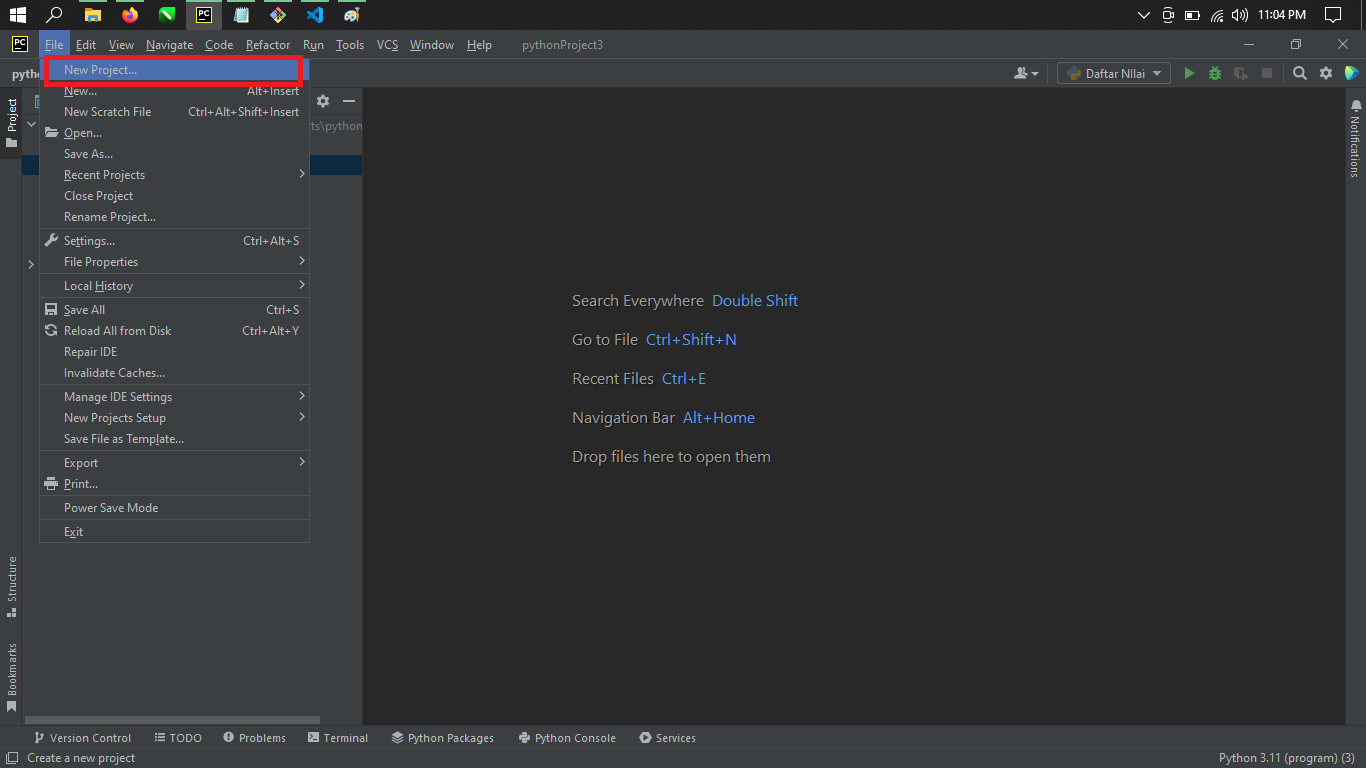 PC
11:04 PM
PC File Edit View Navigate Code Refactor Run Tools VCS Window Help pythonProject3
Daftar NIlai
New Project...
New... Alt+Insert
New Scratch File Ctrl+Alt+Shift+Insert
Open...
Save As...
Recent Projects
Close Project
Rename Project...
Settings... Ctrl+Alt+S
File Properties
Local History
Save All Ctrl+S
Reload All from Disk Ctrl+Alt+Y
Repair IDE
Invalidate Caches...
Manage IDE Settings
New Projects Setup
Save File as Template...
Export
Print...
Power Save Mode
Exit
Project
Structure
Bookmarks
Search Everywhere Double Shift
Go to File Ctrl+Shift+N
Recent Files Ctrl+E
Navigation Bar Alt+Home
Drop files here to open them
Notifications
Version Control TODO Problems Terminal Python Packages Python Console Services
Create a new project Python 3.11 (program) (3)